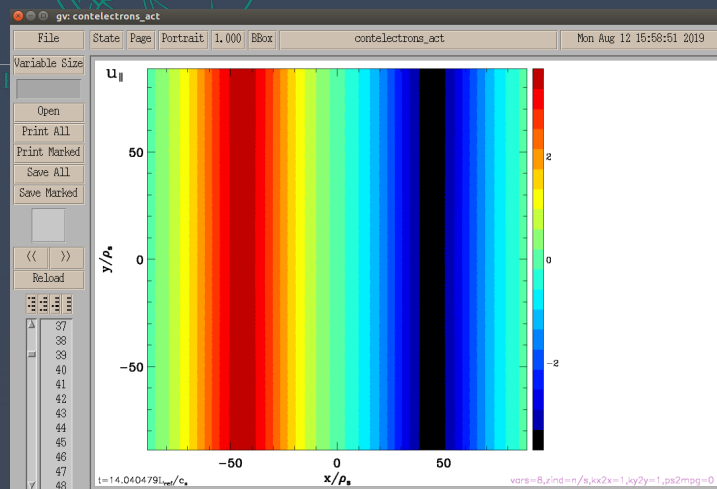 gv: contelectrons_act
File State Page Portrait 1.000 BBox contelectrons_act Mon Aug 12 15:58:51 2019
Variable Size
Open
Print All
Print Marked
Save All
Save Marked
<< >>
Reload
37
38
39
40
41
42
43
44
45
46
47
48
u∥
50
0
−50
y/ρs
−50 0 50
x/ρs
2
0
−2
t=14.040479Lref/cs
vars=8,zind=n/s,kx2x=1,ky2y=1,ps2mpg=0